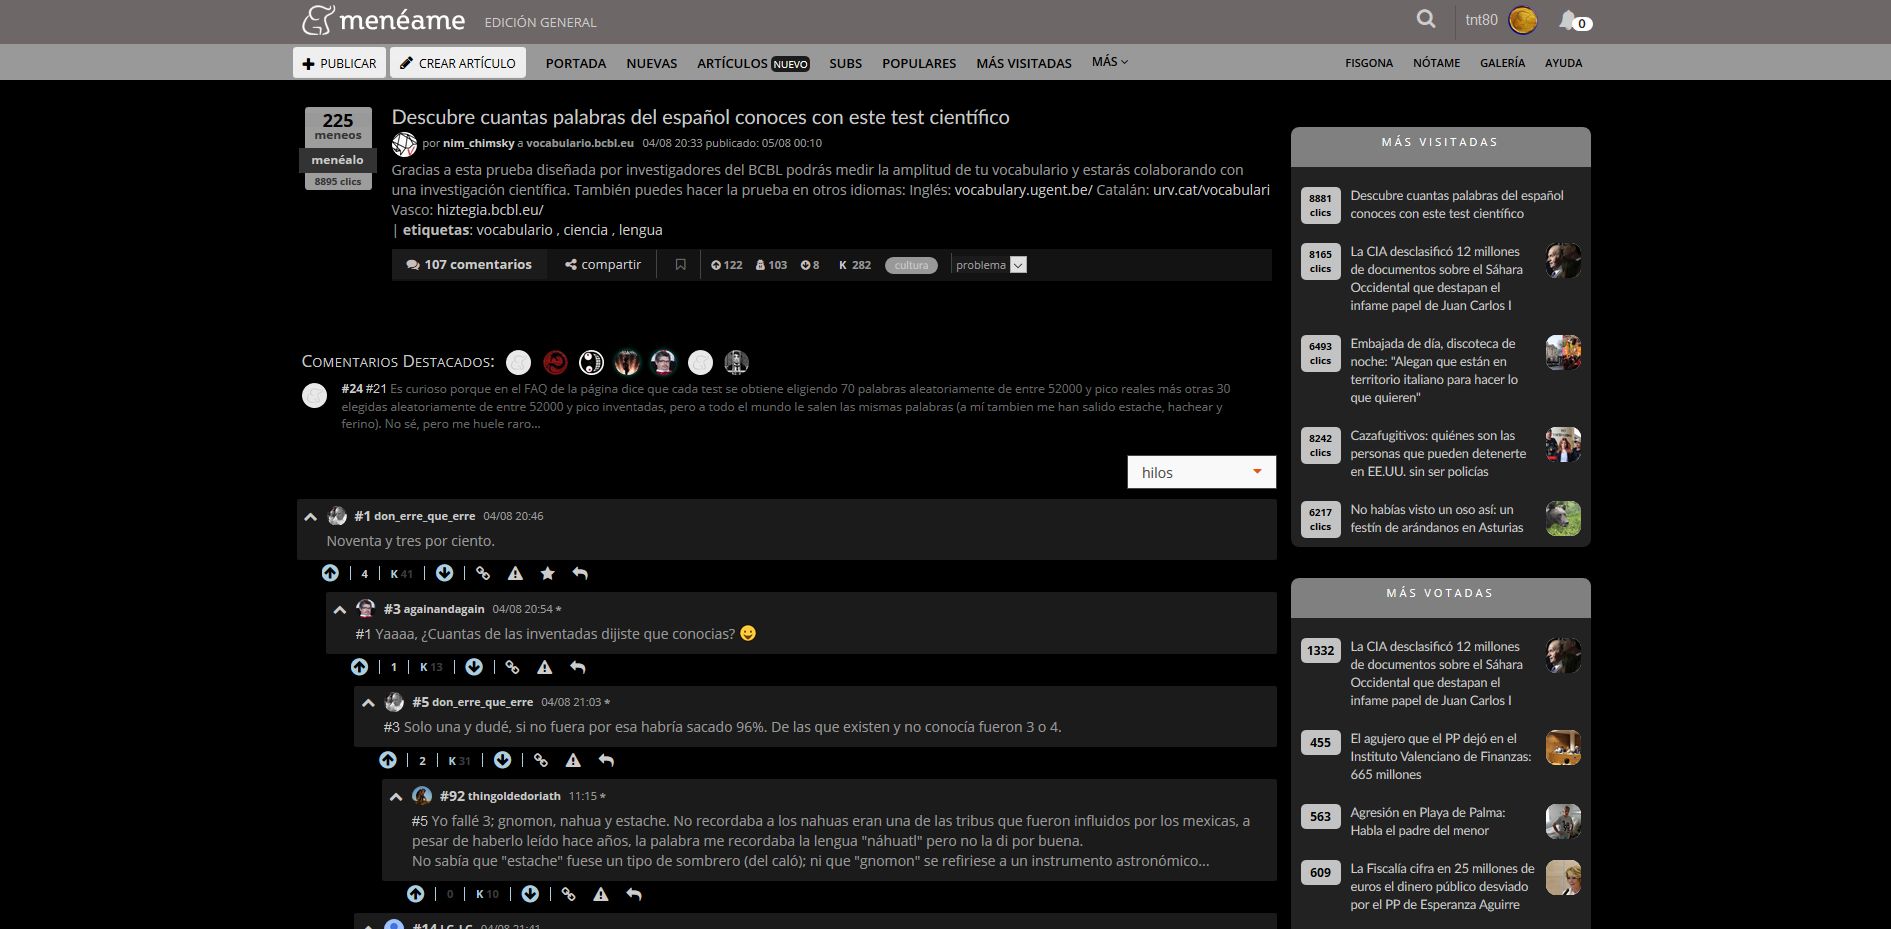 menéame EDICIÓN GENERAL tnt80 0
PUBLICAR CREAR ARTÍCULO PORTADA NUEVAS ARTÍCULOS NUEVO SUBS POPULARES MÁS VISITADAS MÁS FISGONA NÓTAME GALERÍA AYUDA
225
meneos
menéalo
8895 clics
Descubre cuantas palabras del español conoces con este test científico
por nim_chimsky a vocabulario.bcbl.eu 04/08 20:33 publicado: 05/08 00:10
Gracias a esta prueba diseñada por investigadores del BCBL podrás medir la amplitud de tu vocabulario y estarás colaborando con
una investigación científica. También puedes hacer la prueba en otros idiomas: Inglés: vocabulary.ugent.be/ Catalán: urv.cat/vocabulari
Vasco: hiztegia.bcbl.eu/
| etiquetas: vocabulario , ciencia , lengua
107 comentarios compartir 122 103 8 K 282 cultura problema
COMENTARIOS DESTACADOS:
#24 #21 Es curioso porque en el FAQ de la página dice que cada test se obtiene eligiendo 70 palabras aleatoriamente de entre 52000 y pico reales más otras 30
elegidas aleatoriamente de entre 52000 y pico inventadas, pero a todo el mundo le salen las mismas palabras (a mí tambien me han salido estache, hachear y
ferino). No sé, pero me huele raro...
hilos
#1 don_erre_que_erre 04/08 20:46
Noventa y tres por ciento.
4 K 41
#3 againandagain 04/08 20:54 *
#1 Yaaaa, ¿Cuantas de las inventadas dijiste que conocias?
1 K 13
#5 don_erre_que_erre 04/08 21:03 *
#3 Solo una y dudé, si no fuera por esa habría sacado 96%. De las que existen y no conocía fueron 3 o 4.
2 K 31
#92 thingoldedoriath 11:15 *
#5 Yo fallé 3; gnomon, nahua y estache. No recordaba a los nahuas eran una de las tribus que fueron influidos por los mexicas, a
pesar de haberlo leído hace años, la palabra me recordaba la lengua "náhuatl" pero no la di por buena.
No sabía que "estache" fuese un tipo de sombrero (del caló); ni que "gnomon" se refiriese a un instrumento astronómico...
0 K 10
MÁS VISITADAS
8881
clics
Descubre cuantas palabras del español
conoces con este test científico
8165
clics
La CIA desclasificó 12 millones
de documentos sobre el Sáhara
Occidental que destapan el
infame papel de Juan Carlos I
6493
clics
Embajada de día, discoteca de
noche: "Alegan que están en
territorio italiano para hacer lo
que quieren"
8242
clics
Cazafugitivos: quiénes son las
personas que pueden detenerte
en EE.UU. sin ser policías
6217
clics
No habías visto un oso así: un
festín de arándanos en Asturias
MÁS VOTADAS
1332
La CIA desclasificó 12 millones
de documentos sobre el Sáhara
Occidental que destapan el
infame papel de Juan Carlos I
455
El agujero que el PP dejó en el
Instituto Valenciano de Finanzas:
665 millones
563
Agresión en Playa de Palma:
Habla el padre del menor
609
La Fiscalía cifra en 25 millones de
euros el dinero público desviado
por el PP de Esperanza Aguirre